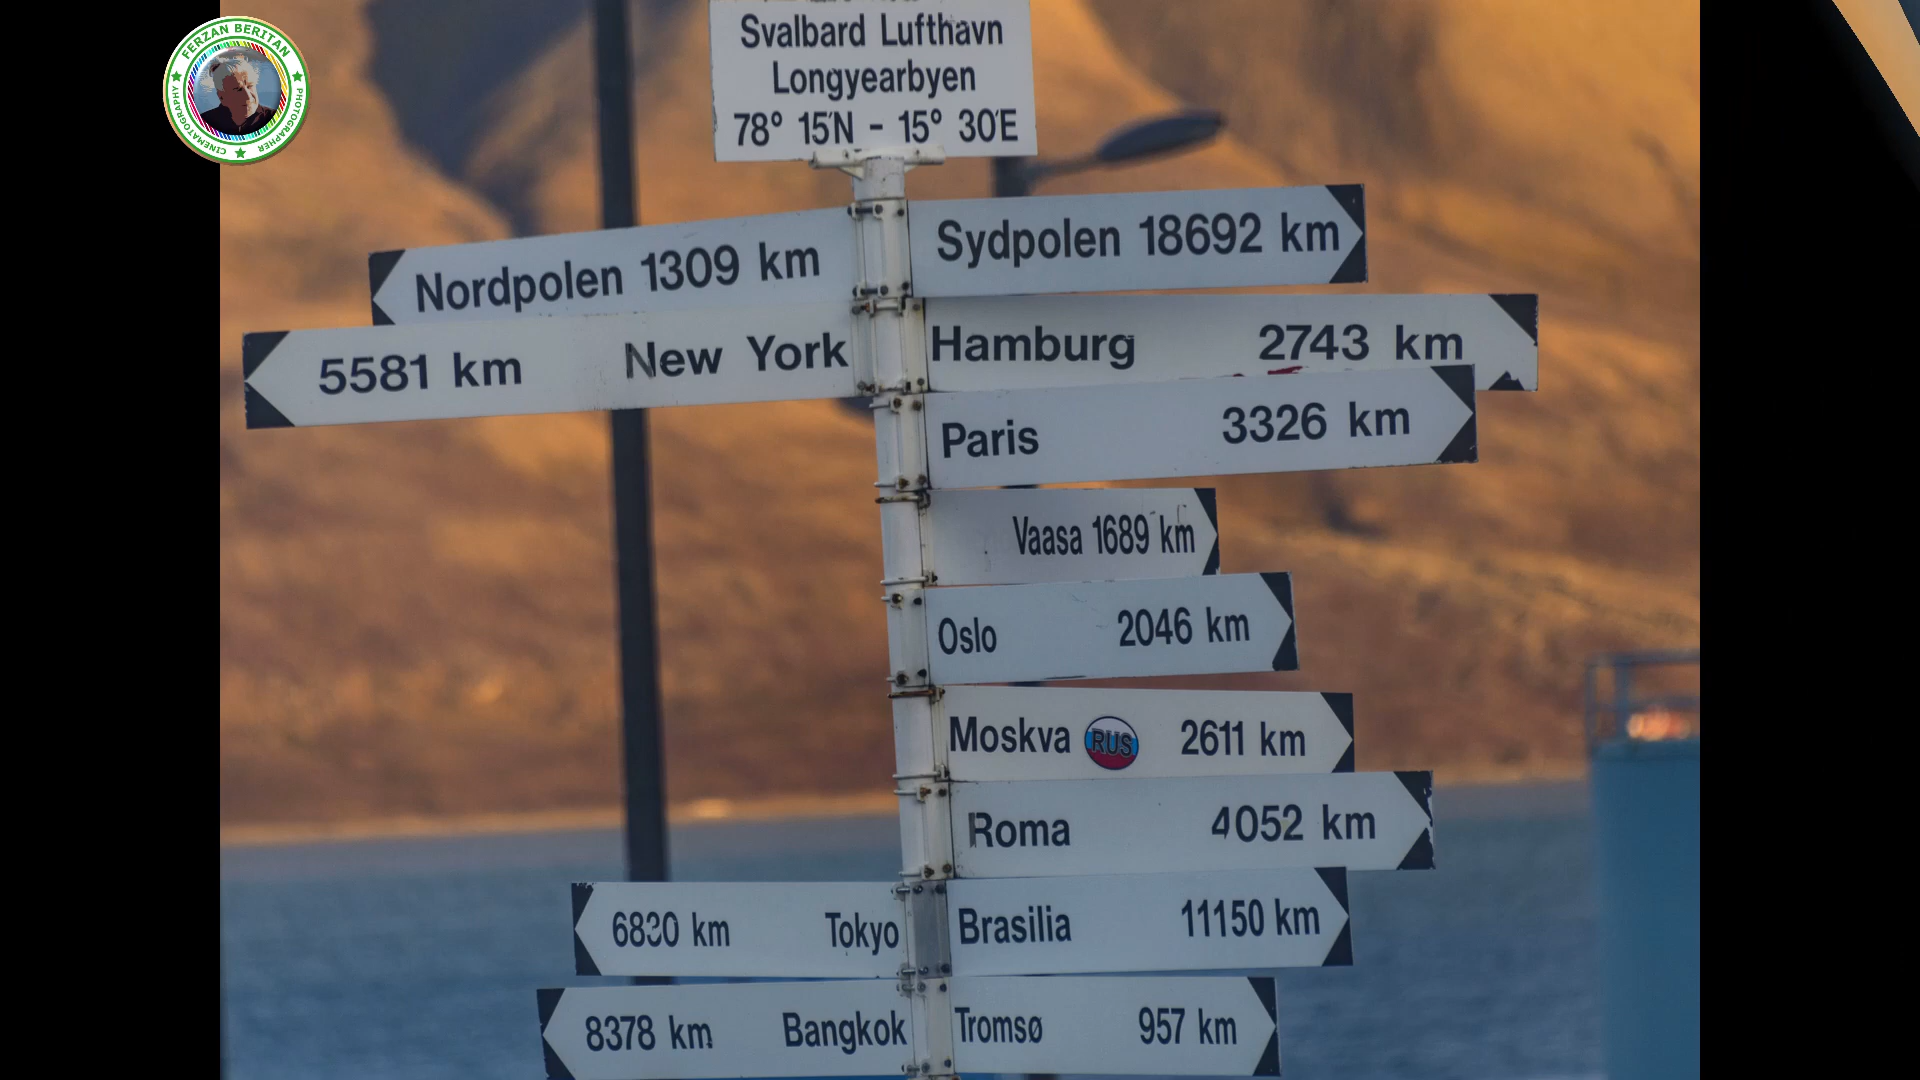 FERZAN BERITAN
PHOTOGRAPHER
CINEMATOGRAPHY
Svalbard Lufthavn
Longyearbyen
78° 15'N - 15° 30'E
Nordpolen 1309 km
Sydpolen 18692 km
5581 km New York
Hamburg 2743 km
Paris 3326 km
Vaasa 1689 km
Oslo 2046 km
Moskva RUS 2611 km
Roma 4052 km
6830 km Tokyo
Brasilia 11150 km
8378 km Bangkok
Tromsø 957 km